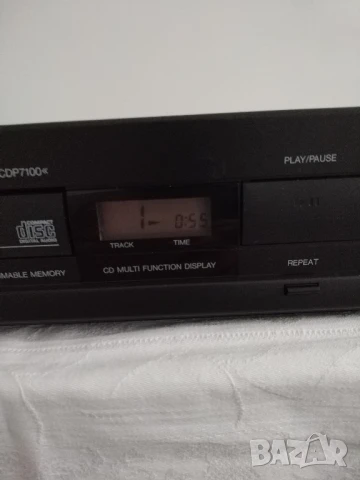 CDP7100
PLAY/PAUSE
COMPACT
disc
DIGITAL AUDIO
1 0:55
TRACK TIME
MABLE MEMORY
CD MULTI FUNCTION DISPLAY
REPEAT
BAZAR